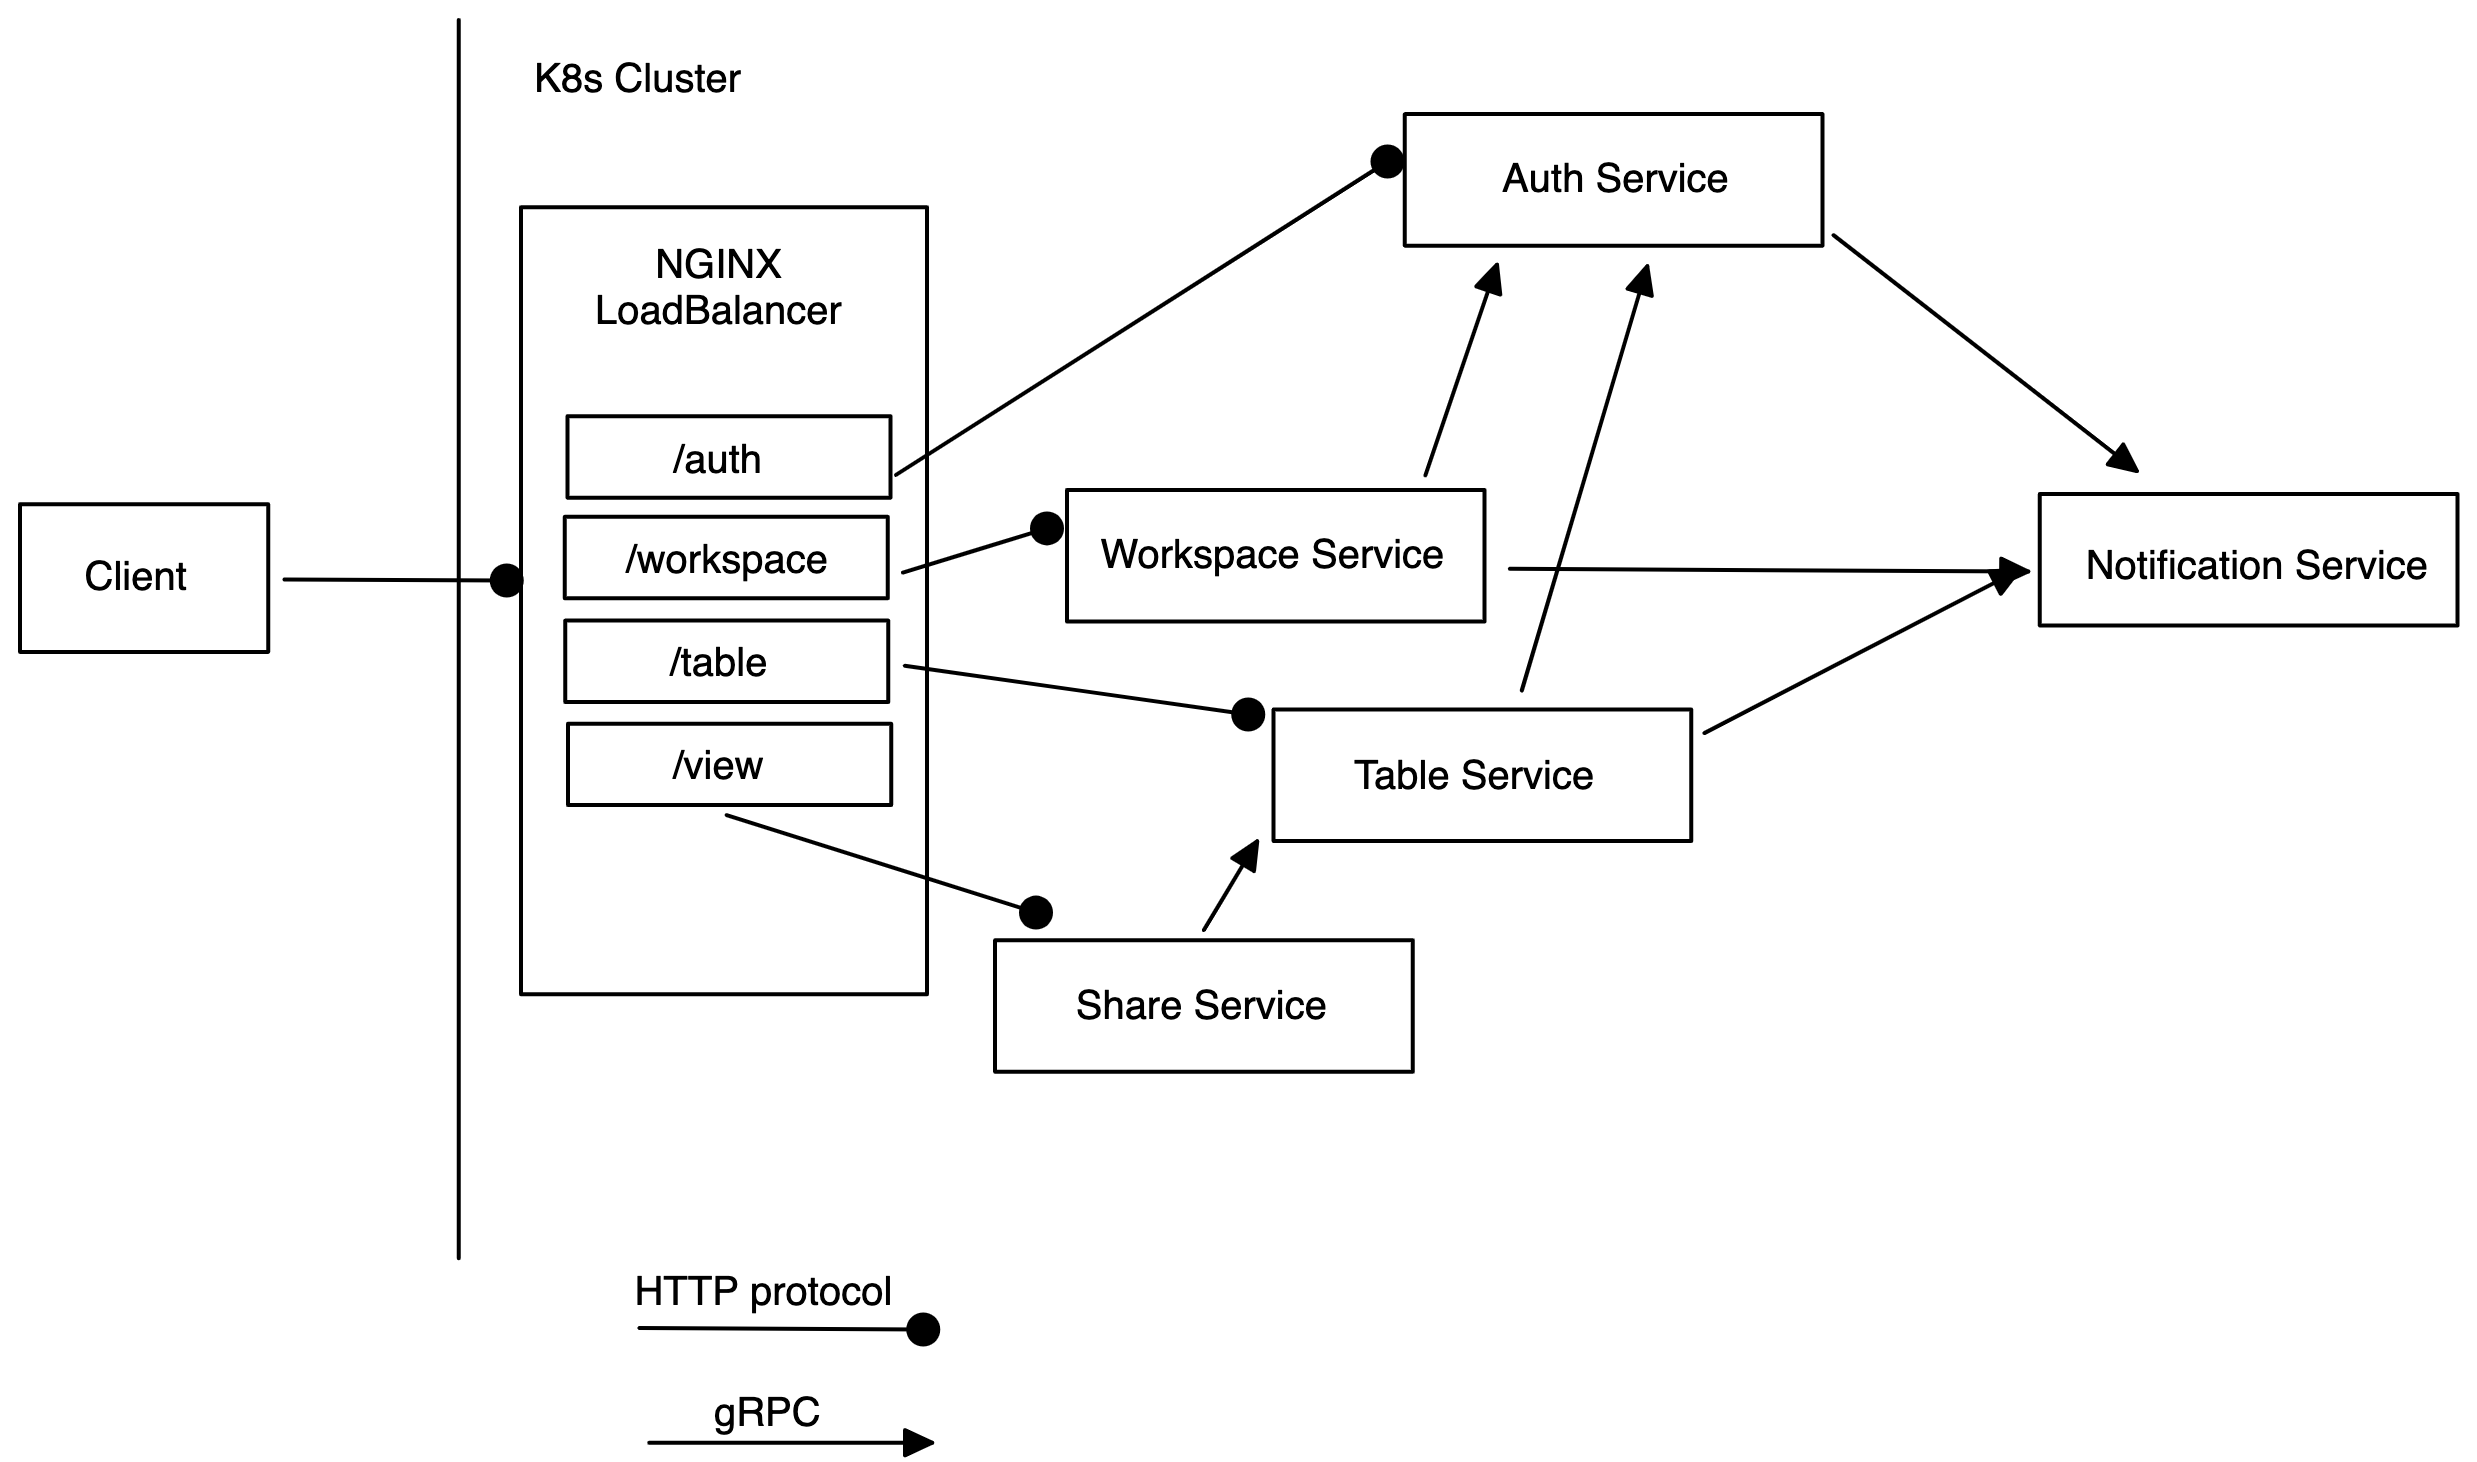 K8s Cluster
Auth Service
NGINX
LoadBalancer
/auth
/workspace
/table
/view
Client
Workspace Service
Notification Service
Table Service
Share Service
HTTP protocol
gRPC